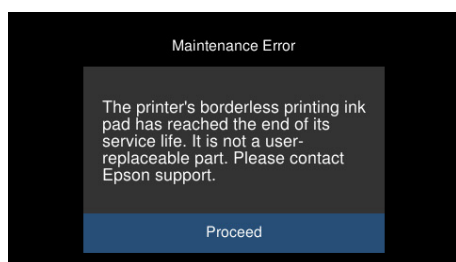 Maintenance Error
The printer's borderless printing ink
pad has reached the end of its
service life. It is not a user-
replaceable part. Please contact
Epson support.
Proceed